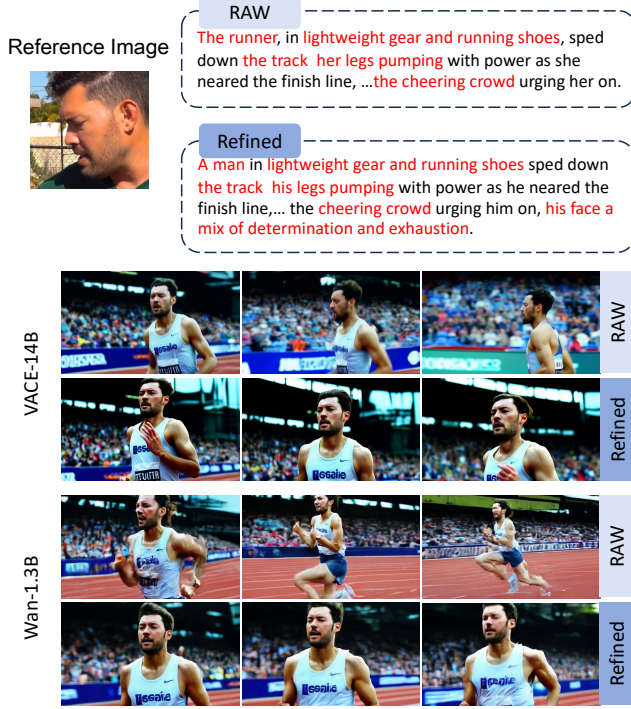 RAW
Reference Image
The runner, in lightweight gear and running shoes, sped
down the track  her legs pumping with power as she
neared the finish line, ...the cheering crowd urging her on.
Refined
A man in lightweight gear and running shoes sped down
the track  his legs pumping with power as he neared the
finish line,... the cheering crowd urging him on, his face a
mix of determination and exhaustion.
VACE-14B
RAW
Refined
Wan-1.3B
RAW
Refined